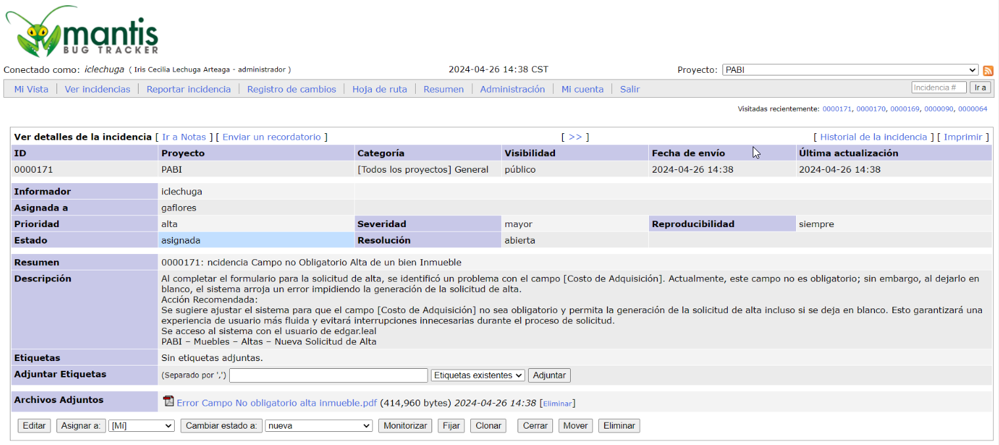 mantis
BUG TRACKER
Conectado como: iclechuga ( Iris Cecilia Lechuga Arteaga - administrador ) 2024-04-26 14:38 CST Proyecto: PABI
Mi Vista Ver incidencias Reportar incidencia Registro de cambios Hoja de ruta Resumen Administración Mi cuenta Salir Incidencia # Ir a
Visitadas recientemente: 0000171, 0000170, 0000169, 0000090, 0000064
Ver detalles de la incidencia [ Ir a Notas ] [ Enviar un recordatorio ] [ >> ] [ Historial de la incidencia ] [ Imprimir ]
ID Proyecto Categoría Visibilidad Fecha de envío Última actualización
0000171 PABI [Todos los proyectos] General público 2024-04-26 14:38 2024-04-26 14:38
Informador iclechuga
Asignada a gaflores
Prioridad alta Severidad mayor Reproducibilidad siempre
Estado asignada Resolución abierta
Resumen 0000171: ncidencia Campo no Obligatorio Alta de un bien Inmueble
Descripción Al completar el formulario para la solicitud de alta, se identificó un problema con el campo [Costo de Adquisición]. Actualmente, este campo no es obligatorio; sin embargo, al dejarlo en
blanco, el sistema arroja un error impidiendo la generación de la solicitud de alta.
Acción Recomendada:
Se sugiere ajustar el sistema para que el campo [Costo de Adquisición] no sea obligatorio y permita la generación de la solicitud de alta incluso si se deja en blanco. Esto garantizará una
experiencia de usuario más fluida y evitará interrupciones innecesarias durante el proceso de solicitud.
Se acceso al sistema con el usuario de edgar.leal
PABI – Muebles – Altas – Nueva Solicitud de Alta
Etiquetas Sin etiquetas adjuntas.
Adjuntar Etiquetas (Separado por ',') Etiquetas existentes Adjuntar
Archivos Adjuntos Error Campo No obligatorio alta inmueble.pdf (414,960 bytes) 2024-04-26 14:38 [Eliminar]
Editar Asignar a: [Mí] Cambiar estado a: nueva Monitorizar Fijar Clonar Cerrar Mover Eliminar